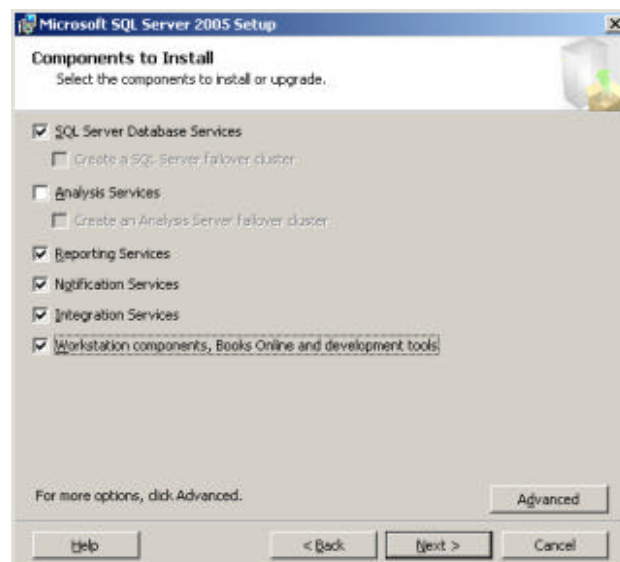 Microsoft SQL Server 2005 Setup
Components to Install
Select the components to install or upgrade.
SQL Server Database Services
Create a SQL Server failover cluster
Analysis Services
Create an Analysis Server failover cluster
Reporting Services
Notification Services
Integration Services
Workstation components, Books Online and development tools
For more options, click Advanced.
Advanced
Help
< Back
Next >
Cancel